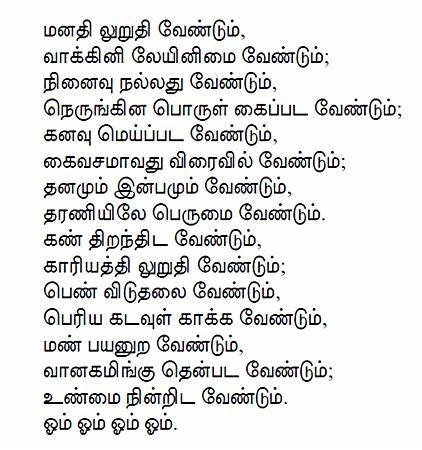 மனதி லுறுதி வேண்டும்,
வாக்கினி லேயினிமை வேண்டும்;
நினைவு நல்லது வேண்டும்,
நெருங்கின பொருள் கைப்பட வேண்டும்;
கனவு மெய்ப்பட வேண்டும்,
கைவசமாவது விரைவில் வேண்டும்;
தனமும் இன்பமும் வேண்டும்,
தரணியிலே பெருமை வேண்டும்.
கண் திறந்திட வேண்டும்,
காரியத்தி லுறுதி வேண்டும்;
பெண் விடுதலை வேண்டும்,
பெரிய கடவுள் காக்க வேண்டும்,
மண் பயனுற வேண்டும்,
வானகமிங்கு தென்பட வேண்டும்;
உண்மை நின்றிட வேண்டும்.
ஓம் ஓம் ஓம் ஓம்.